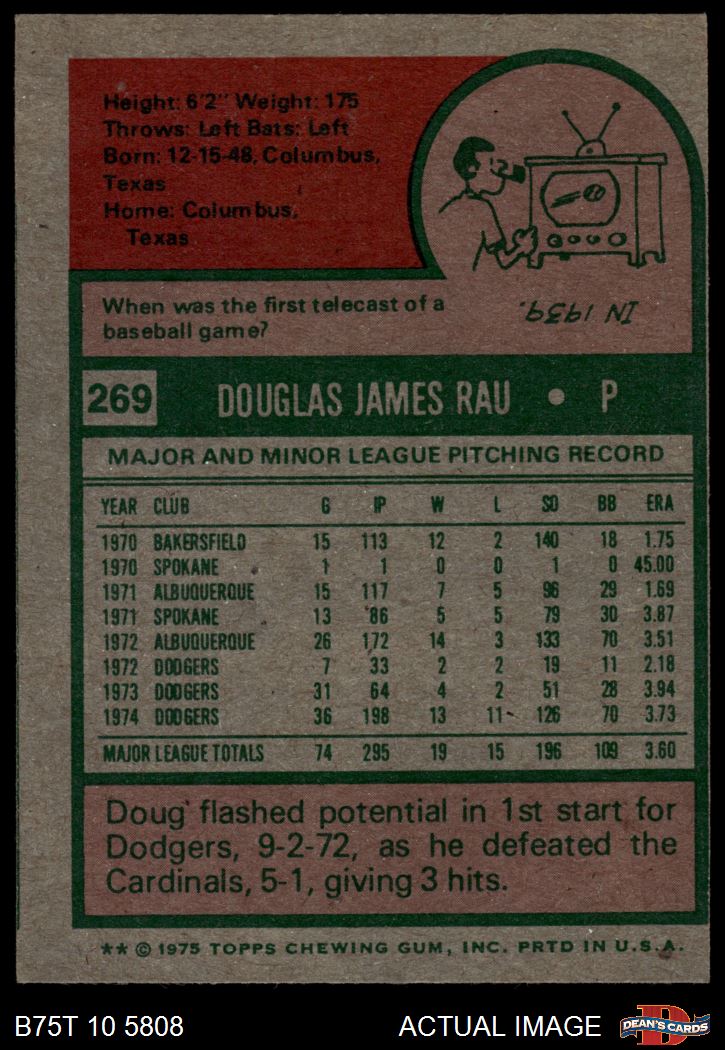 Height: 6'2" Weight: 175
Throws: Left Bats: Left
Born: 12-15-48, Columbus,
Texas
Home: Columbus,
Texas
When was the first telecast of a
baseball game?
IN 1939.
269 DOUGLAS JAMES RAU • P
MAJOR AND MINOR LEAGUE PITCHING RECORD
YEAR CLUB G IP W L SO BB ERA
1970 BAKERSFIELD 15 113 12 2 140 18 1.75
1970 SPOKANE 1 1 0 0 1 0 45.00
1971 ALBUQUERQUE 15 117 7 5 96 29 1.69
1971 SPOKANE 13 86 5 5 79 30 3.87
1972 ALBUQUERQUE 26 172 14 3 133 70 3.51
1972 DODGERS 7 33 2 2 19 11 2.18
1973 DODGERS 31 64 4 2 51 28 3.94
1974 DODGERS 36 198 13 11 126 70 3.73
MAJOR LEAGUE TOTALS 74 295 19 15 196 109 3.60
Doug flashed potential in 1st start for
Dodgers, 9-2-72, as he defeated the
Cardinals, 5-1, giving 3 hits.
** © 1975 TOPPS CHEWING GUM, INC. PRTD IN U.S.A.
B75T 10 5808 ACTUAL IMAGE DEAN'S CARDS